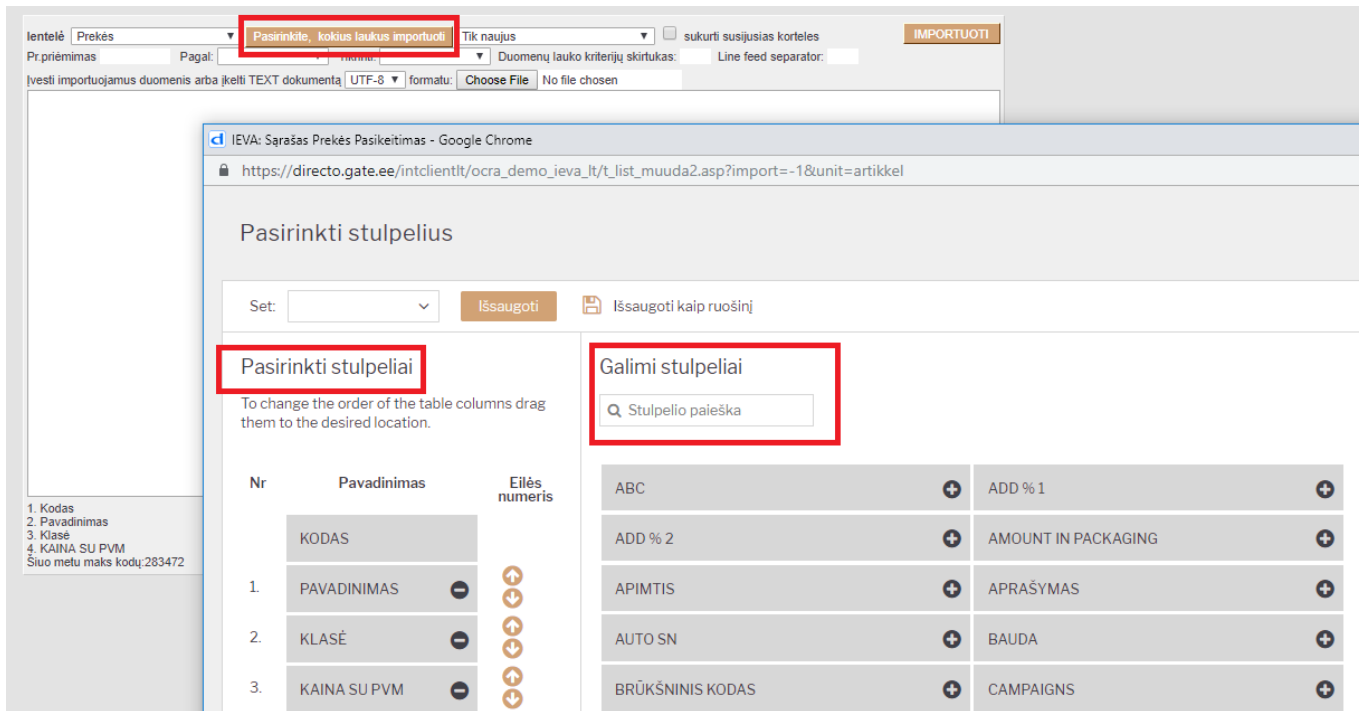 lentelė Prekės Pasirinkite, kokius laukus importuoti Tik naujus sukurti susijusias korteles IMPORTUOTI
Pr.priėmimas Pagal: Tikrinti: Duomenų lauko kriterijų skirtukas: Line feed separator:
Įvesti importuojamus duomenis arba įkelti TEXT dokumentą UTF-8 formatu: Choose File No file chosen
IEVA: Sąrašas Prekės Pasikeitimas - Google Chrome
https://directo.gate.ee/intclientlt/ocra_demo_ieva_lt/t_list_muuda2.asp?import=-1&unit=artikkel
Pasirinkti stulpelius
Set: Išsaugoti Išsaugoti kaip ruošinį
Pasirinkti stulpeliai
To change the order of the table columns drag
them to the desired location.
Galimi stulpeliai
Stulpelio paieška
Nr Pavadinimas Eilės
numeris
KODAS
1. PAVADINIMAS
2. KLASĖ
3. KAINA SU PVM
ABC ADD % 1
ADD % 2 AMOUNT IN PACKAGING
APIMTIS APRAŠYMAS
AUTO SN BAUDA
BRŪKŠNINIS KODAS CAMPAIGNS
1. Kodas
2. Pavadinimas
3. Klasė
4. KAINA SU PVM
Šiuo metu maks kodų:283472